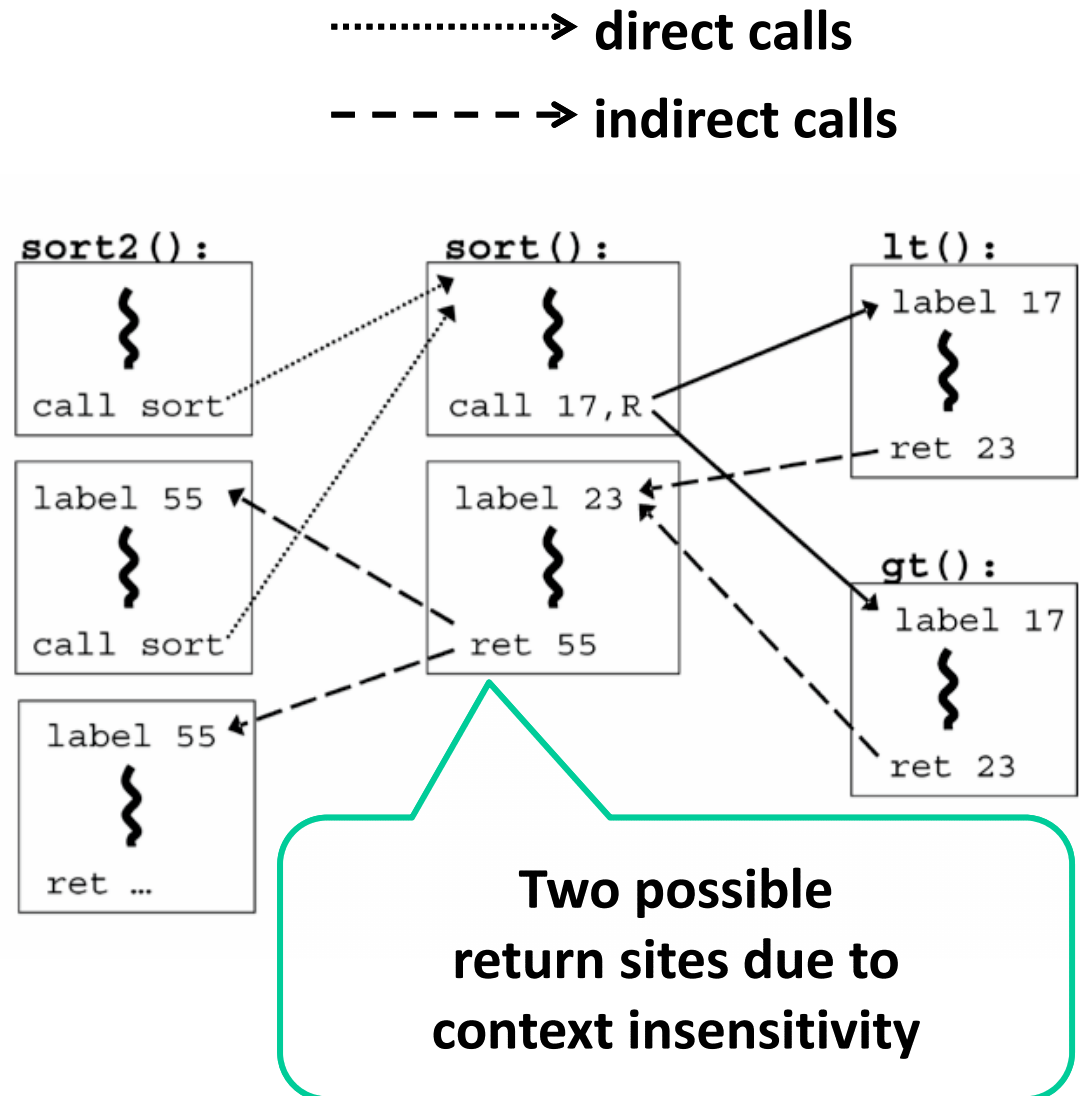 direct calls
indirect calls
sort2():
call sort
label 55
call sort
label 55
ret …
sort():
call 17,R
label 23
ret 55
lt():
label 17
ret 23
gt():
label 17
ret 23
Two possible
return sites due to
context insensitivity